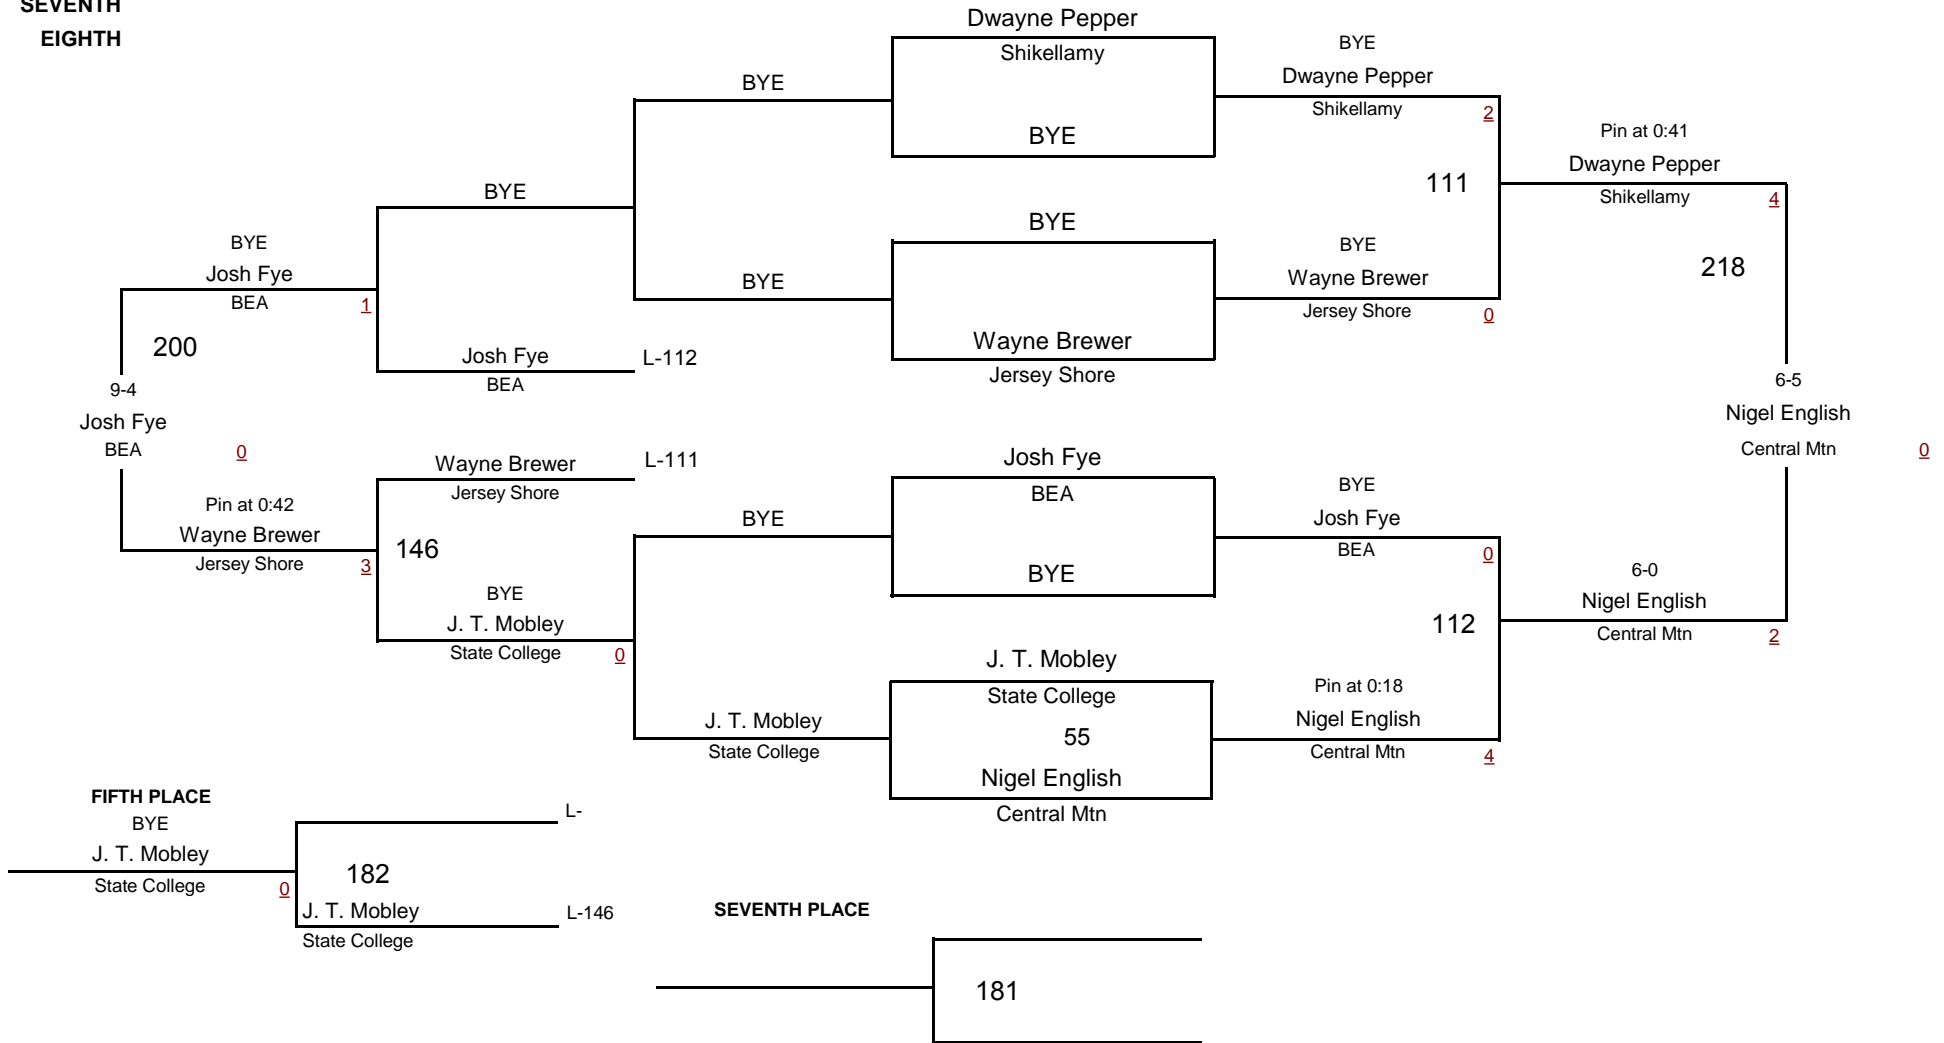 SEVENTH
EIGHTH
Dwayne Pepper
Shikellamy
BYE
BYE
Wayne Brewer
Jersey Shore
Josh Fye
BEA
BYE
J. T. Mobley
State College
55
Nigel English
Central Mtn
BYE
Dwayne Pepper
Shikellamy
2
111
BYE
Wayne Brewer
Jersey Shore
0
BYE
Josh Fye
BEA
0
112
Pin at 0:18
Nigel English
Central Mtn
4
Pin at 0:41
Dwayne Pepper
Shikellamy
4
218
6-0
Nigel English
Central Mtn
2
6-5
Nigel English
Central Mtn
0
BYE
BYE
BYE
J. T. Mobley
State College
BYE
Josh Fye
BEA
L-112
Wayne Brewer
Jersey Shore
L-111
146
BYE
J. T. Mobley
State College
0
BYE
Josh Fye
BEA
1
200
9-4
Josh Fye
BEA
0
Pin at 0:42
Wayne Brewer
Jersey Shore
3
FIFTH PLACE
BYE
J. T. Mobley
State College
0
L-
182
J. T. Mobley
State College
L-146
SEVENTH PLACE
181